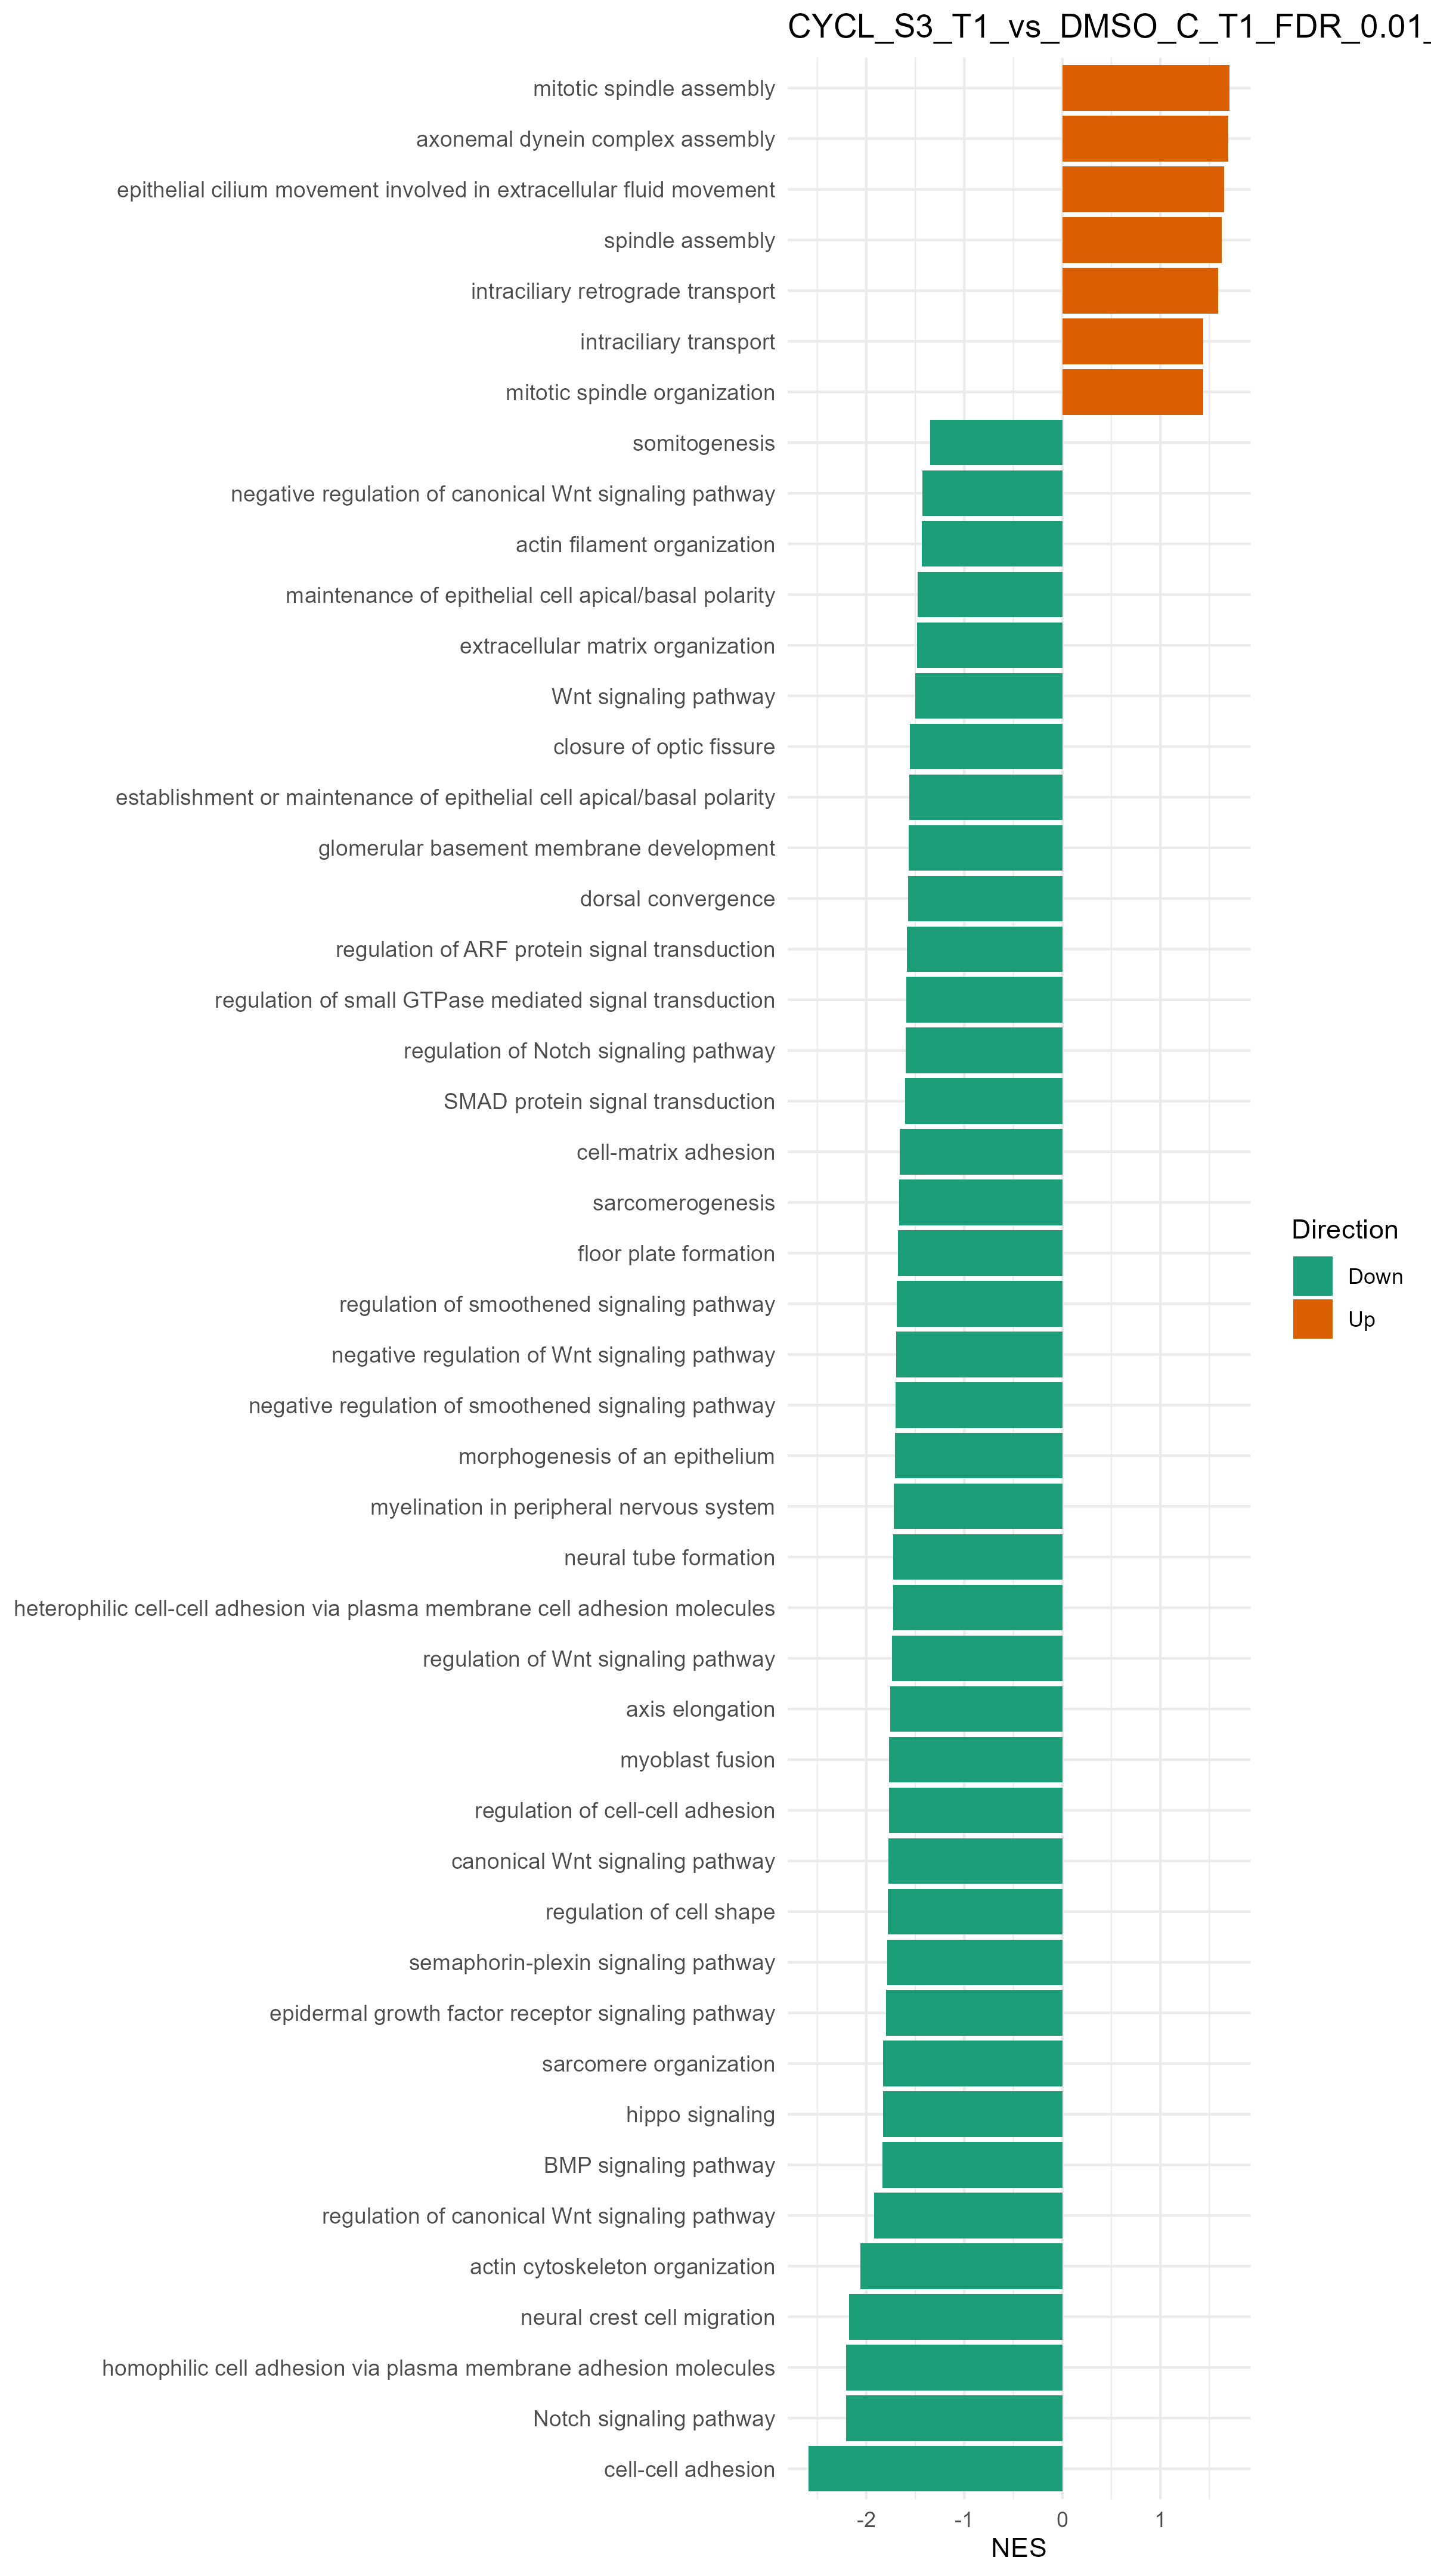 CYCL_S3_T1_vs_DMSO_C_T1_FDR_0.01_
mitotic spindle assembly
axonemal dynein complex assembly
epithelial cilium movement involved in extracellular fluid movement
spindle assembly
intraciliary retrograde transport
intraciliary transport
mitotic spindle organization
somitogenesis
negative regulation of canonical Wnt signaling pathway
actin filament organization
maintenance of epithelial cell apical/basal polarity
extracellular matrix organization
Wnt signaling pathway
closure of optic fissure
establishment or maintenance of epithelial cell apical/basal polarity
glomerular basement membrane development
dorsal convergence
regulation of ARF protein signal transduction
regulation of small GTPase mediated signal transduction
regulation of Notch signaling pathway
SMAD protein signal transduction
cell-matrix adhesion
sarcomerogenesis
floor plate formation
regulation of smoothened signaling pathway
negative regulation of Wnt signaling pathway
negative regulation of smoothened signaling pathway
morphogenesis of an epithelium
myelination in peripheral nervous system
neural tube formation
heterophilic cell-cell adhesion via plasma membrane cell adhesion molecules
regulation of Wnt signaling pathway
axis elongation
myoblast fusion
regulation of cell-cell adhesion
canonical Wnt signaling pathway
regulation of cell shape
semaphorin-plexin signaling pathway
epidermal growth factor receptor signaling pathway
sarcomere organization
hippo signaling
BMP signaling pathway
regulation of canonical Wnt signaling pathway
actin cytoskeleton organization
neural crest cell migration
homophilic cell adhesion via plasma membrane adhesion molecules
Notch signaling pathway
cell-cell adhesion
-2 -1 0 1
NES
Direction
Down
Up